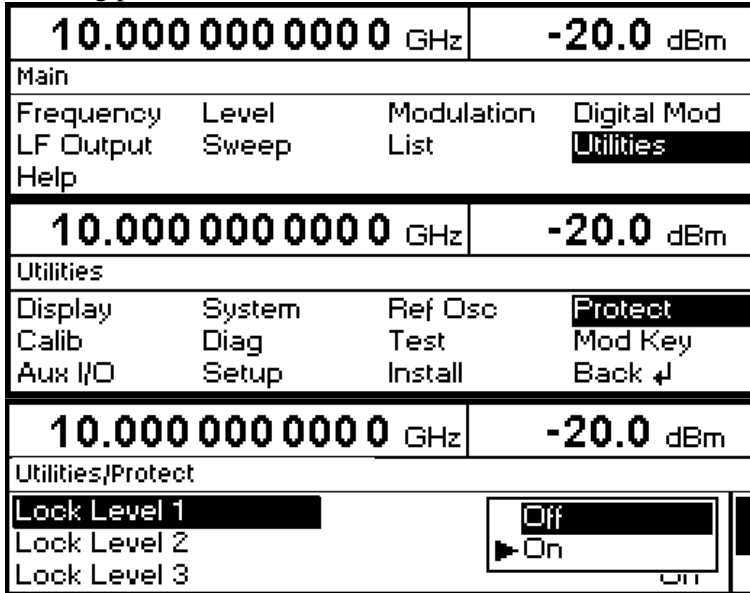 10.000 000 000 0 GHz -20.0 dBm
Main
Frequency Level Modulation Digital Mod
LF Output Sweep List Utilities
Help
10.000 000 000 0 GHz -20.0 dBm
Utilities
Display System Ref Osc Protect
Calib Diag Test Mod Key
Aux I/O Setup Install Back ↲
10.000 000 000 0 GHz -20.0 dBm
Utilities/Protect
Lock Level 1 Off
Lock Level 2 ►On
Lock Level 3